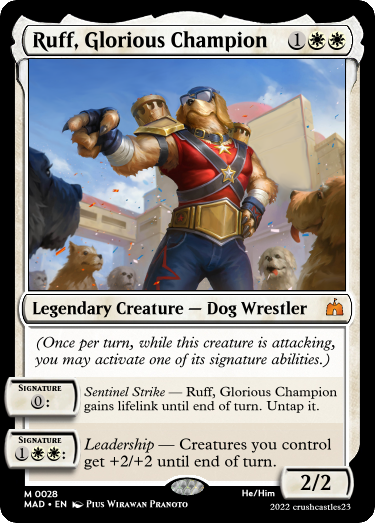 Ruff, Glorious Champion 1
Legendary Creature — Dog Wrestler
(Once per turn, while this creature is attacking,
you may activate one of its signature abilities.)
SIGNATURE
0:
Sentinel Strike — Ruff, Glorious Champion
gains lifelink until end of turn. Untap it.
SIGNATURE
1 :
Leadership — Creatures you control
get +2/+2 until end of turn.
2/2
M 0028
He/Him
MAD • EN Pius Wirawan Pranoto
2022 crushcastles23